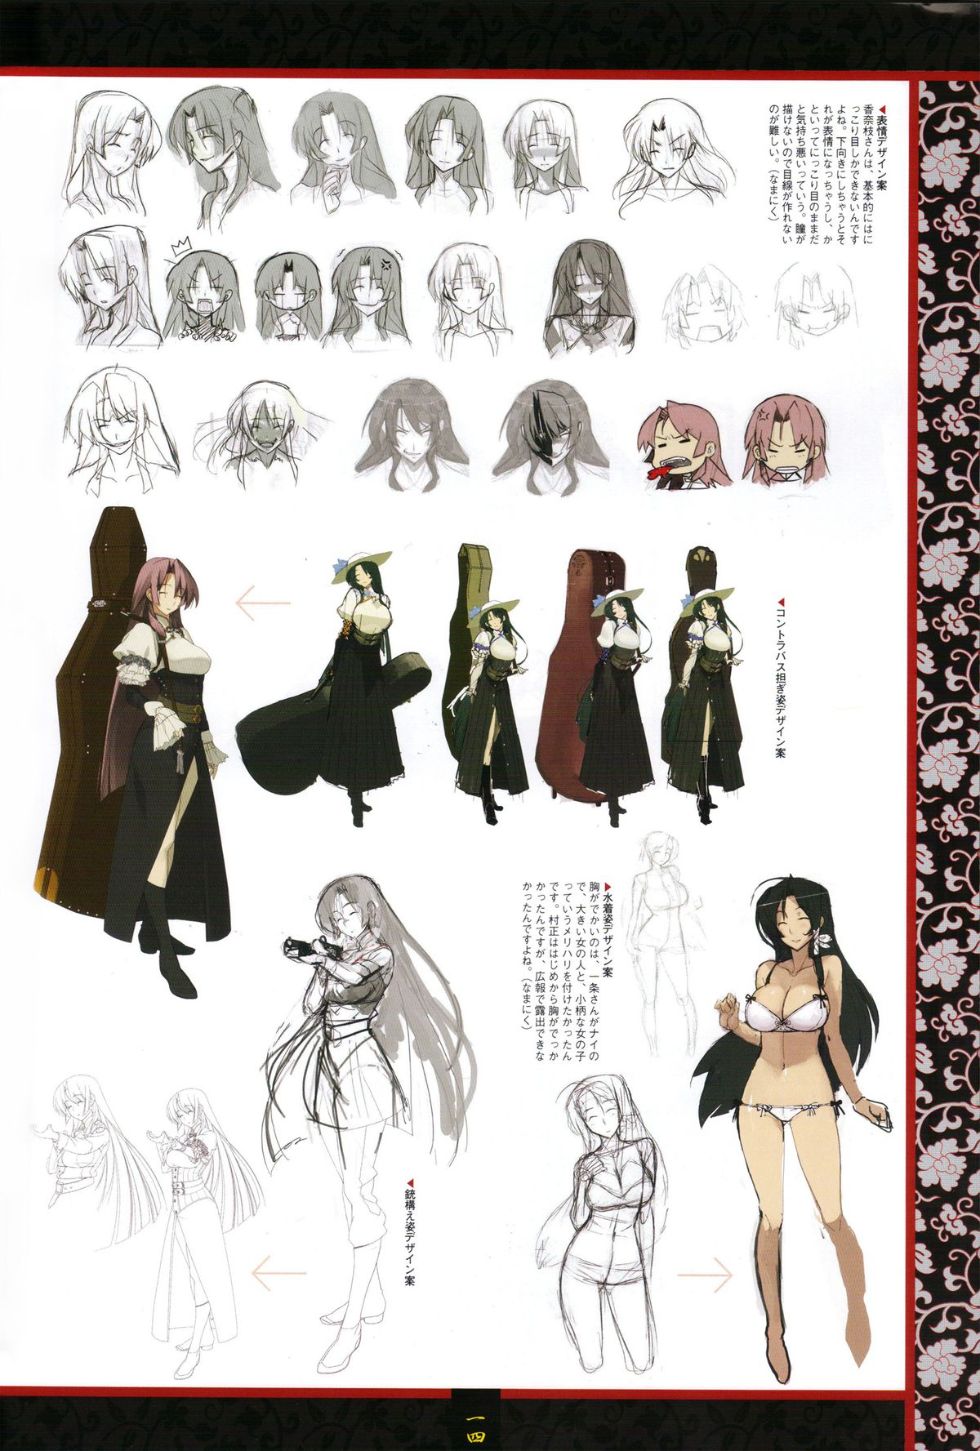 ◀表情デザイン案
香奈枝さんは、基本的にはに
っこり目しかできないんです
よね。下向きにしちゃうとそ
れが表情になっちゃうし、か
といってにっこり目のままだ
と気持ち悪いっていう。瞳が
描けないので目線が作れない
のが難しい。（なまにく）
◀コントラバス担ぎ姿デザイン案
▶水着姿デザイン案
胸がでかいのは、一条さんがナイの
で、大きい女の人と、小柄な女の子
っていうメリハリを付けたかったん
です。村正ははじめから胸がでっか
かったんですが、広報で露出できな
かったんですよね。（なまにく）
◀銃構え姿デザイン案
一四